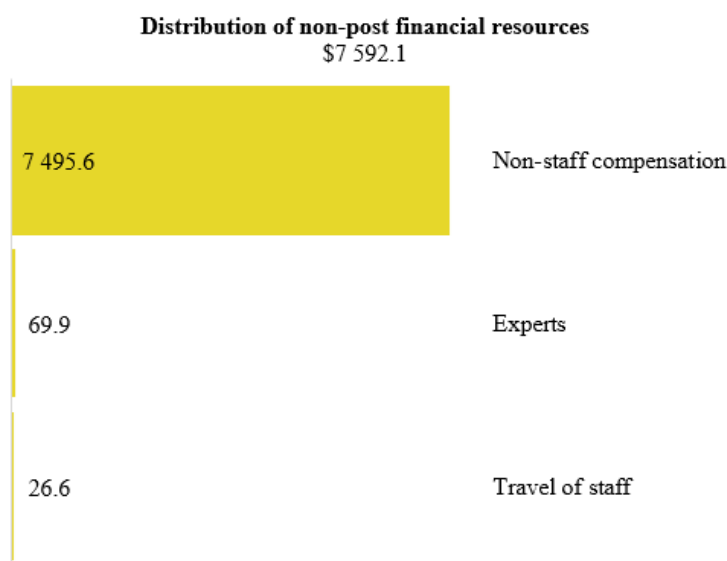 Distribution of non-post financial resources
$7 592.1
7 495.6 Non-staff compensation
69.9 Experts
26.6 Travel of staff